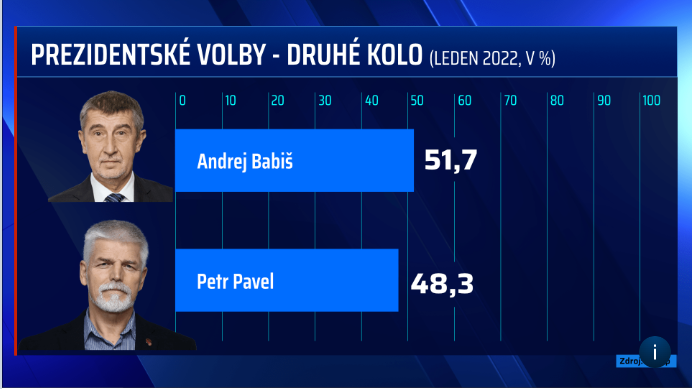 PREZIDENTSKÉ VOLBY - DRUHÉ KOLO (LEDEN 2022, V %)
0 10 20 30 40 50 60 70 80 90 100
Andrej Babiš 51,7
Petr Pavel 48,3
i